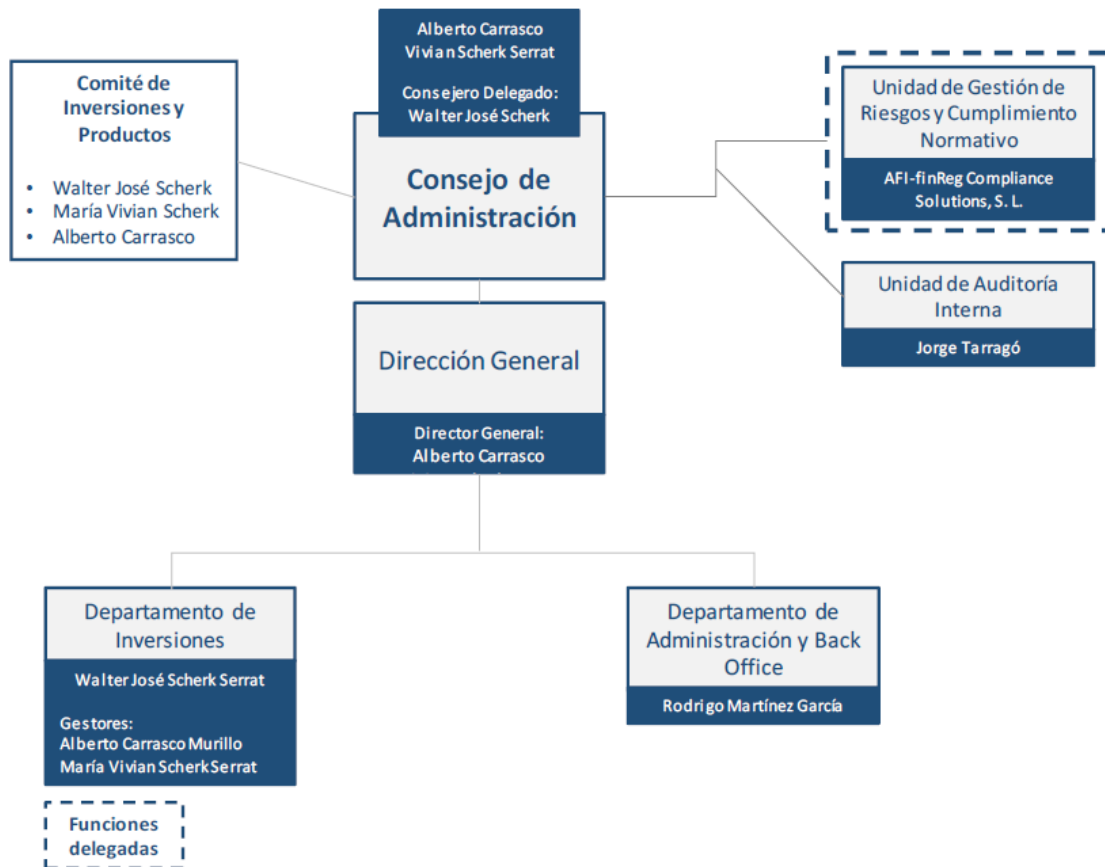 Alberto Carrasco
Vivian Scherk Serrat
Consejero Delegado:
Walter José Scherk
Consejo de
Administración
Comité de
Inversiones y
Productos
• Walter José Scherk
• María Vivian Scherk
• Alberto Carrasco
Unidad de Gestión de
Riesgos y Cumplimiento
Normativo
AFI-finReg Compliance
Solutions, S. L.
Unidad de Auditoría
Interna
Jorge Tarragó
Dirección General
Director General:
Alberto Carrasco
Departamento de
Inversiones
Walter José Scherk Serrat
Gestores:
Alberto Carrasco Murillo
María Vivian Scherk Serrat
Departamento de
Administración y Back
Office
Rodrigo Martínez García
Funciones
delegadas